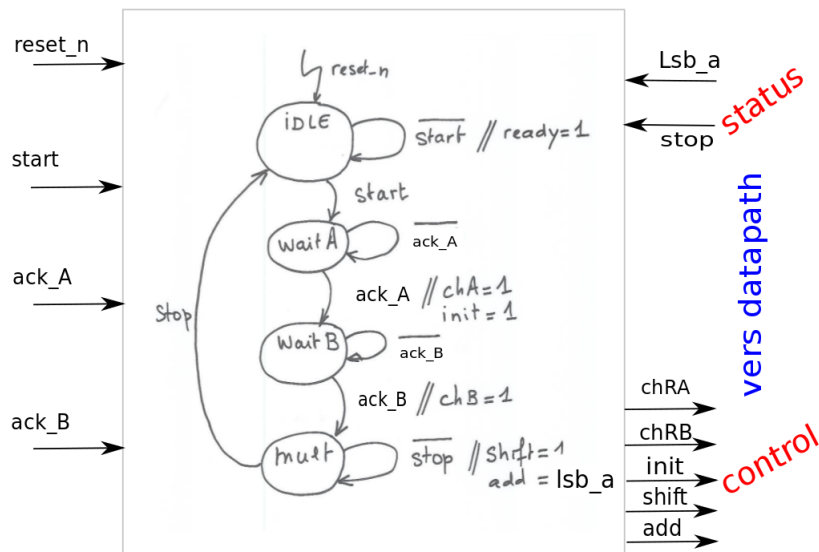 reset_n
Lsb_a
status
reset_n
iDLE
start // ready=1
stop
start
start
waitA
ack_A
vers datapath
ack_A
ack_A // chA=1
init = 1
Stop
wait B
ack_B
chRA
ack_B // chB=1
ack_B
chRB
mult
stop // Shift=1
init
add = lsb_a
control
shift
add